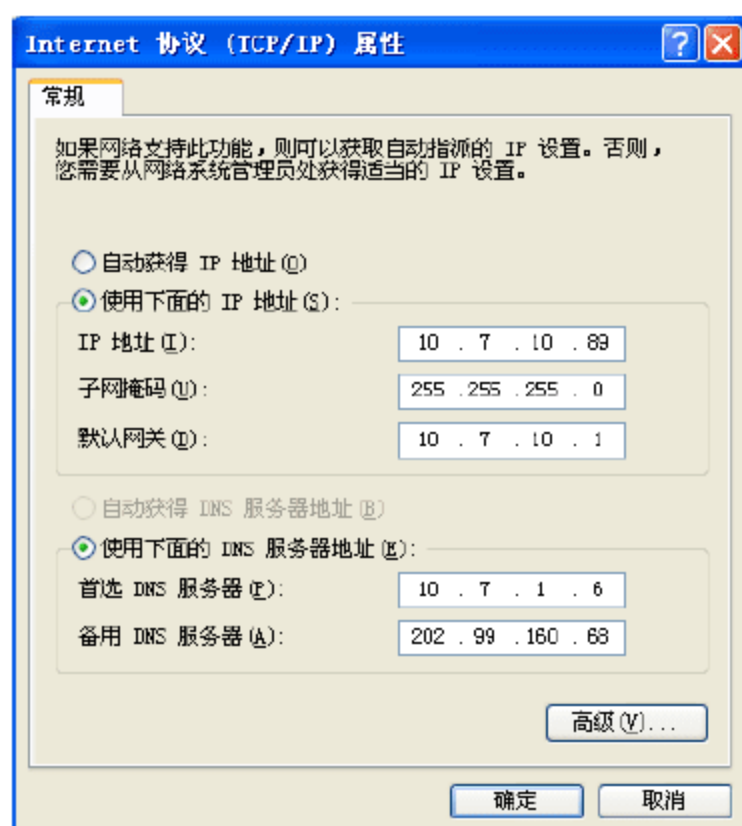 Internet 协议 (TCP/IP) 属性
常规
如果网络支持此功能,则可以获取自动指派的 IP 设置。否则,
您需要从网络系统管理员处获得适当的 IP 设置。
自动获得 IP 地址(O)
使用下面的 IP 地址(S):
IP 地址(I): 10 . 7 . 10 . 89
子网掩码(U): 255 .255 .255 . 0
默认网关(D): 10 . 7 . 10 . 1
自动获得 DNS 服务器地址(B)
使用下面的 DNS 服务器地址(E):
首选 DNS 服务器(P): 10 . 7 . 1 . 6
备用 DNS 服务器(A): 202 . 99 .160 . 68
高级(V)...
确定 取消